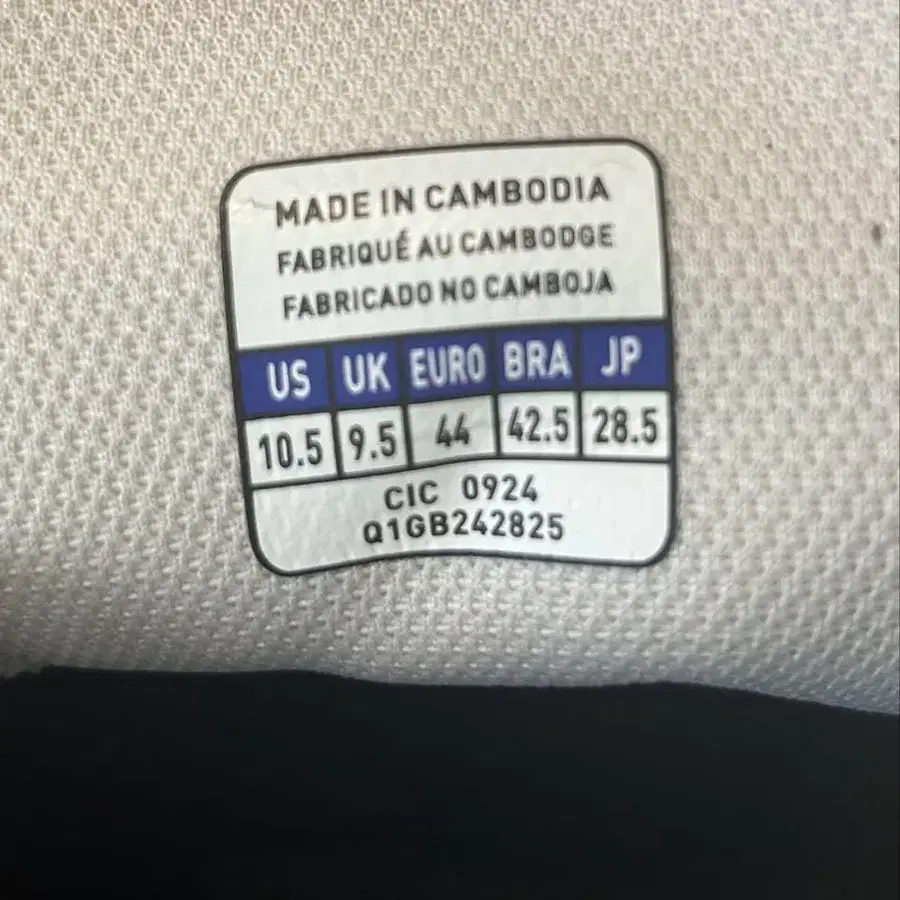 MADE IN CAMBODIA
FABRIQUÉ AU CAMBODGE
FABRICADO NO CAMBOJA
US UK EURO BRA JP
10.5 9.5 44 42.5 28.5
CIC 0924
Q1GB242825